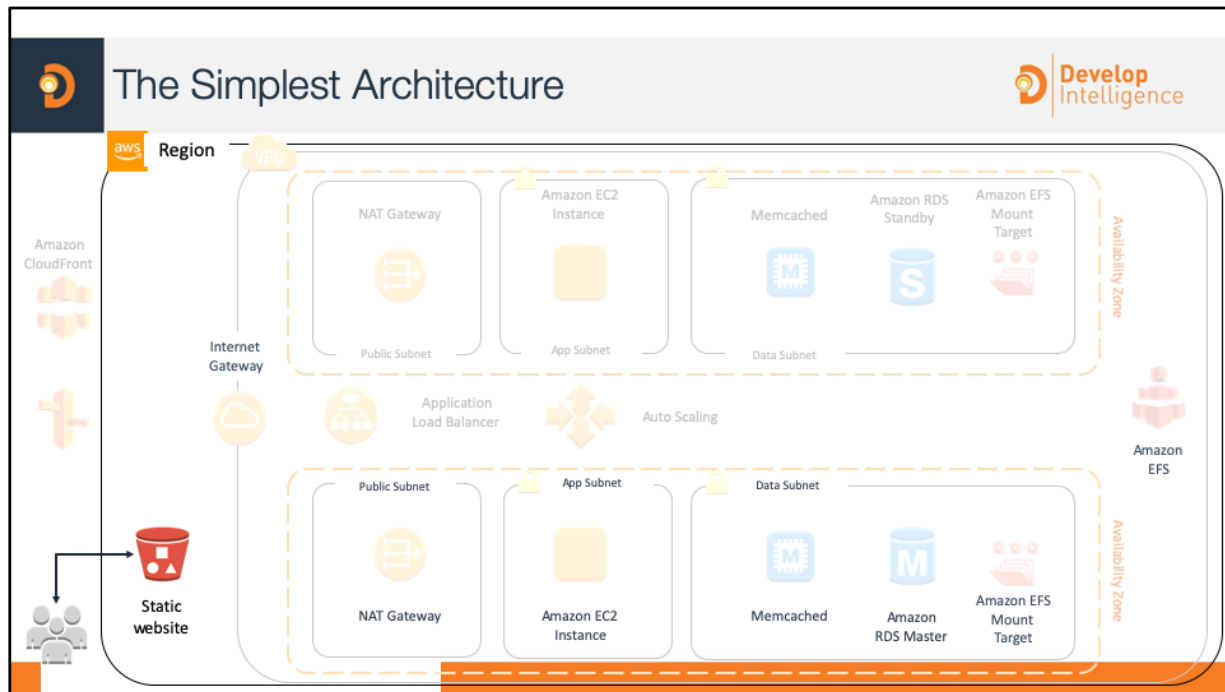 The Simplest Architecture
Develop
Intelligence
aws
Region
VPC
NAT Gateway
Public Subnet
Amazon EC2
Instance
App Subnet
Memcached
M
Amazon RDS
Standby
S
Amazon EFS
Mount
Target
Data Subnet
Availability Zone
Amazon
CloudFront
Internet
Gateway
Application
Load Balancer
Auto Scaling
Amazon
EFS
Public Subnet
NAT Gateway
App Subnet
Amazon EC2
Instance
Data Subnet
M
Memcached
M
Amazon
RDS Master
Amazon EFS
Mount
Target
Availability Zone
Static
website